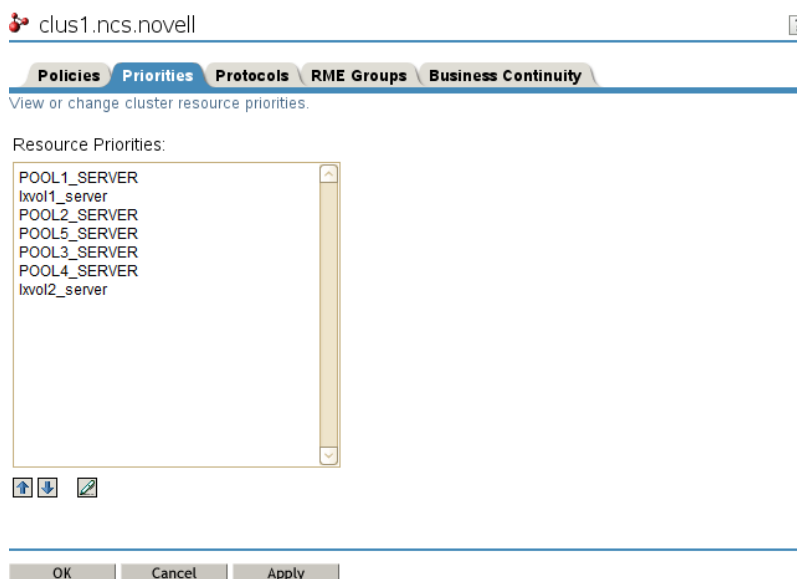 clus1.ncs.novell
Policies Priorities Protocols RME Groups Business Continuity
View or change cluster resource priorities.
Resource Priorities:
POOL1_SERVER
lxvol1_server
POOL2_SERVER
POOL5_SERVER
POOL3_SERVER
POOL4_SERVER
lxvol2_server
OK Cancel Apply